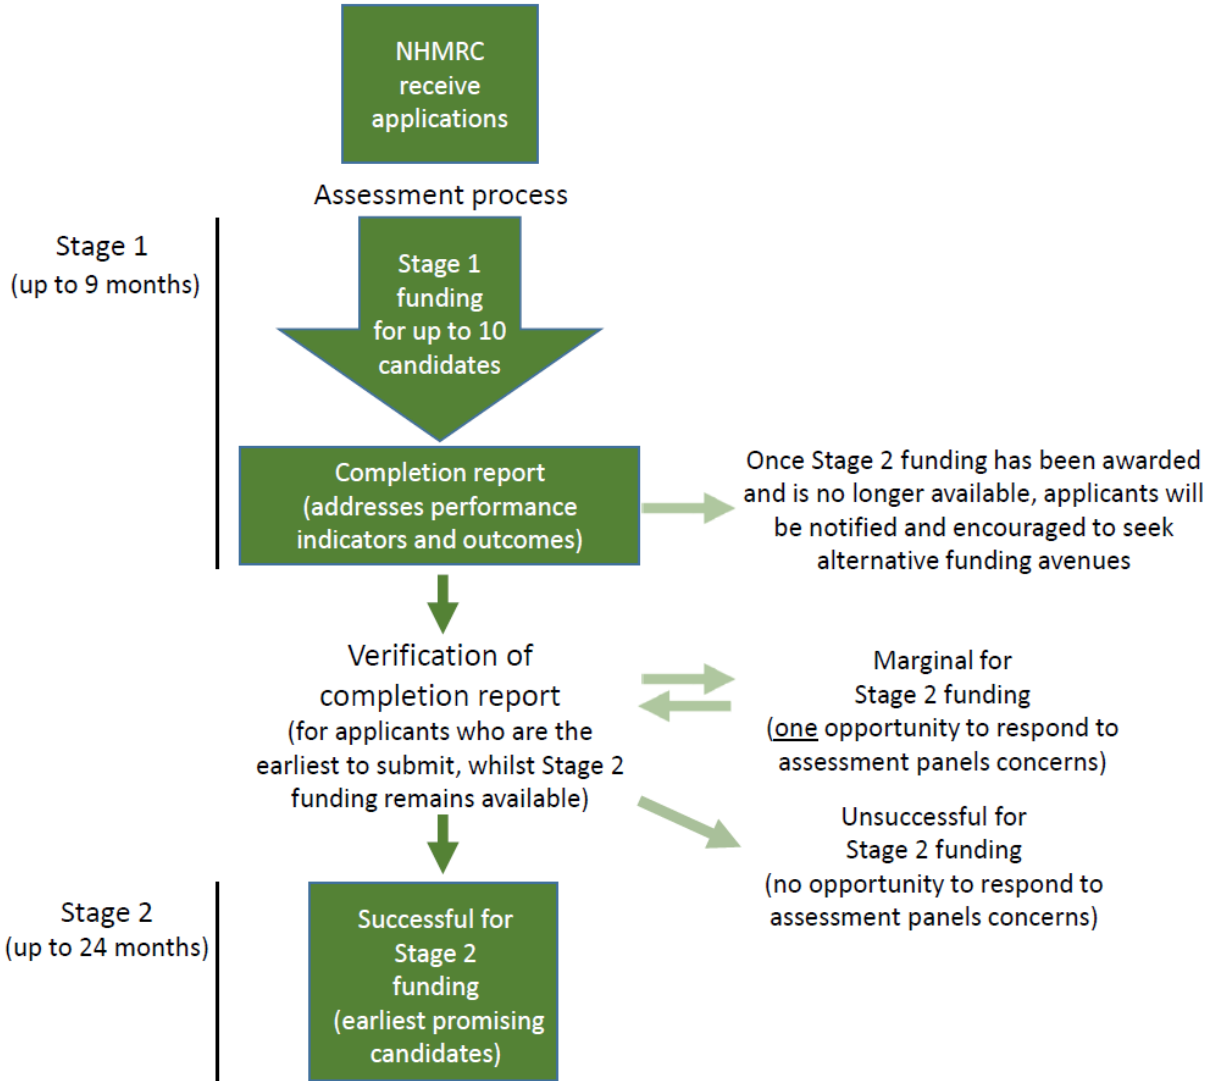 NHMRC
receive
applications
Assessment process
Stage 1
(up to 9 months)
Stage 1
funding
for up to 10
candidates
Completion report
(addresses performance
indicators and outcomes)
Once Stage 2 funding has been awarded
and is no longer available, applicants will
be notified and encouraged to seek
alternative funding avenues
Verification of
completion report
(for applicants who are the
earliest to submit, whilst Stage 2
funding remains available)
Marginal for
Stage 2 funding
(one opportunity to respond to
assessment panels concerns)
Unsuccessful for
Stage 2 funding
(no opportunity to respond to
assessment panels concerns)
Stage 2
(up to 24 months)
Successful for
Stage 2
funding
(earliest promising
candidates)